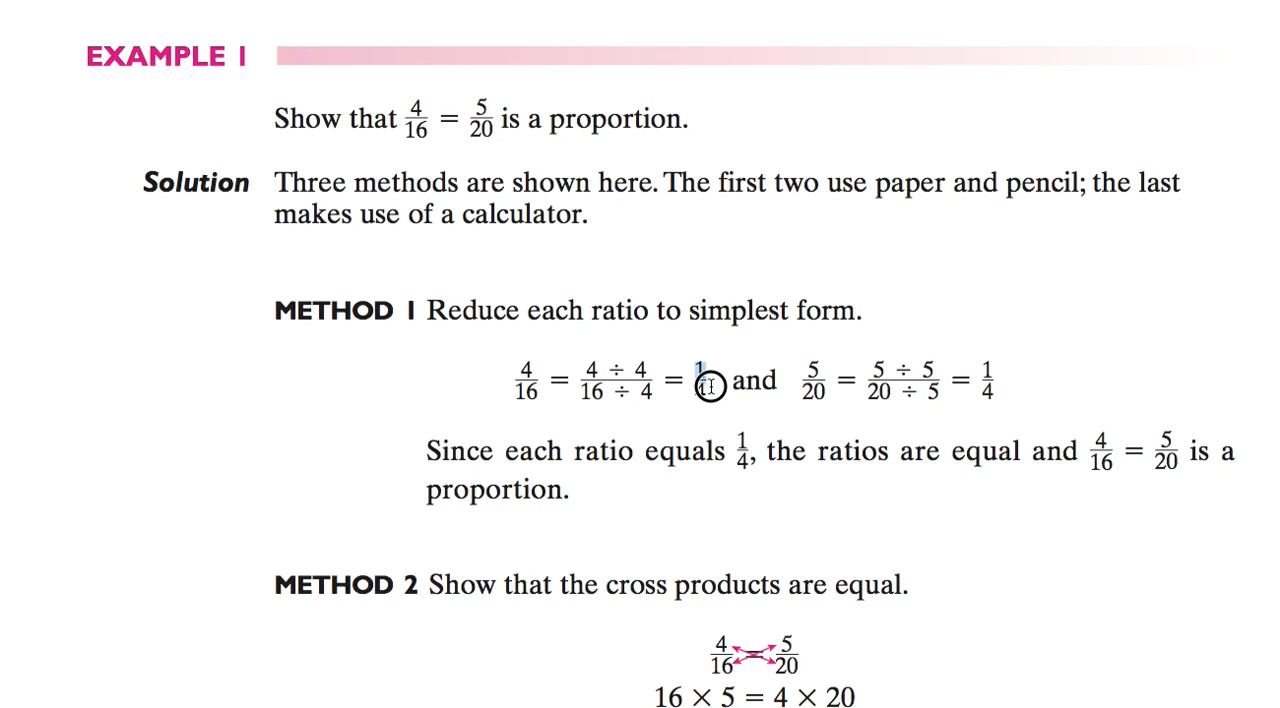 EXAMPLE 1
Show that 4/16 = 5/20 is a proportion.
Solution Three methods are shown here. The first two use paper and pencil; the last
makes use of a calculator.
METHOD 1 Reduce each ratio to simplest form.
4/16 = 4 ÷ 4/16 ÷ 4 = 1/4 and 5/20 = 5 ÷ 5/20 ÷ 5 = 1/4
Since each ratio equals 1/4, the ratios are equal and 4/16 = 5/20 is a
proportion.
METHOD 2 Show that the cross products are equal.
4/16 = 5/20
16 × 5 = 4 × 20